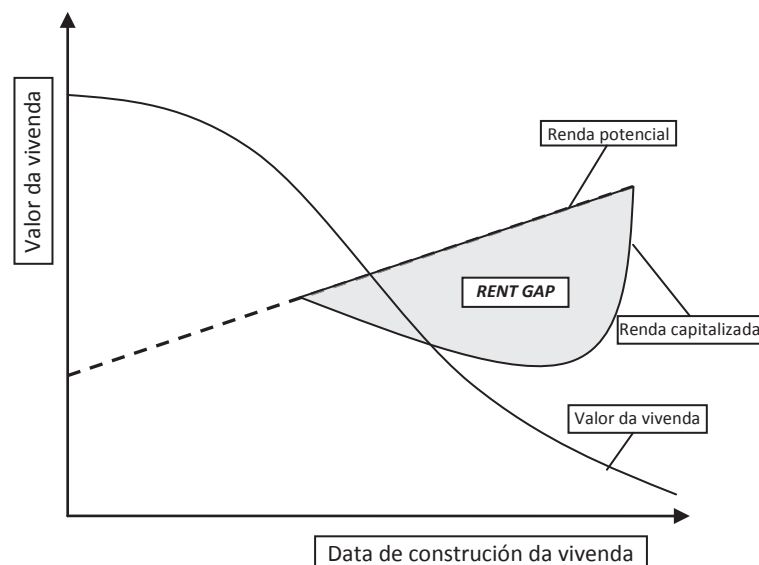 Valor da vivenda
Renda potencial
RENT GAP
Renda capitalizada
Valor da vivenda
Data de construción da vivenda